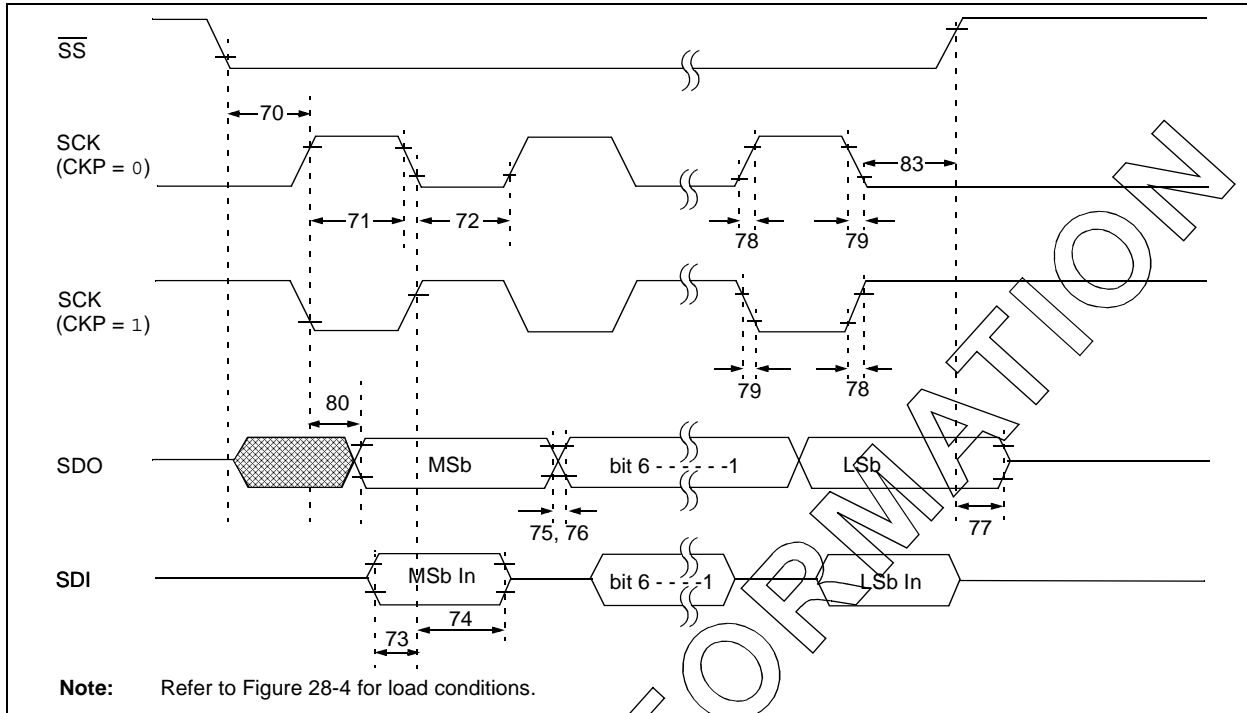 SS
70
SCK
(CKP = 0)
83
71
72
78
79
SCK
(CKP = 1)
79
78
80
SDO
MSb
bit 6 - - - - - -1
LSb
75, 76
77
SDI
MSb In
bit 6 - - - - -1
LSb In
73
74
Note: Refer to Figure 28-4 for load conditions.
FORMATION